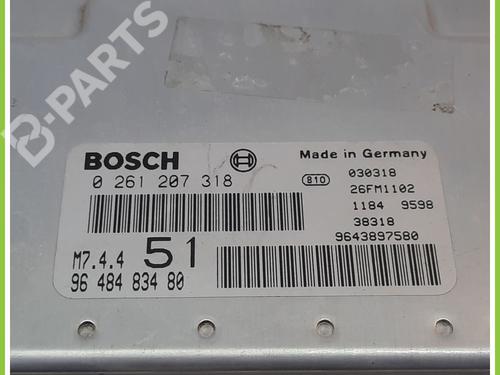 B-PARTS
BOSCH
Made in Germany
0 261 207 318
810
030318
26FM1102
1184 9598
38318
9643897580
M7.4.4 51
96 484 834 80